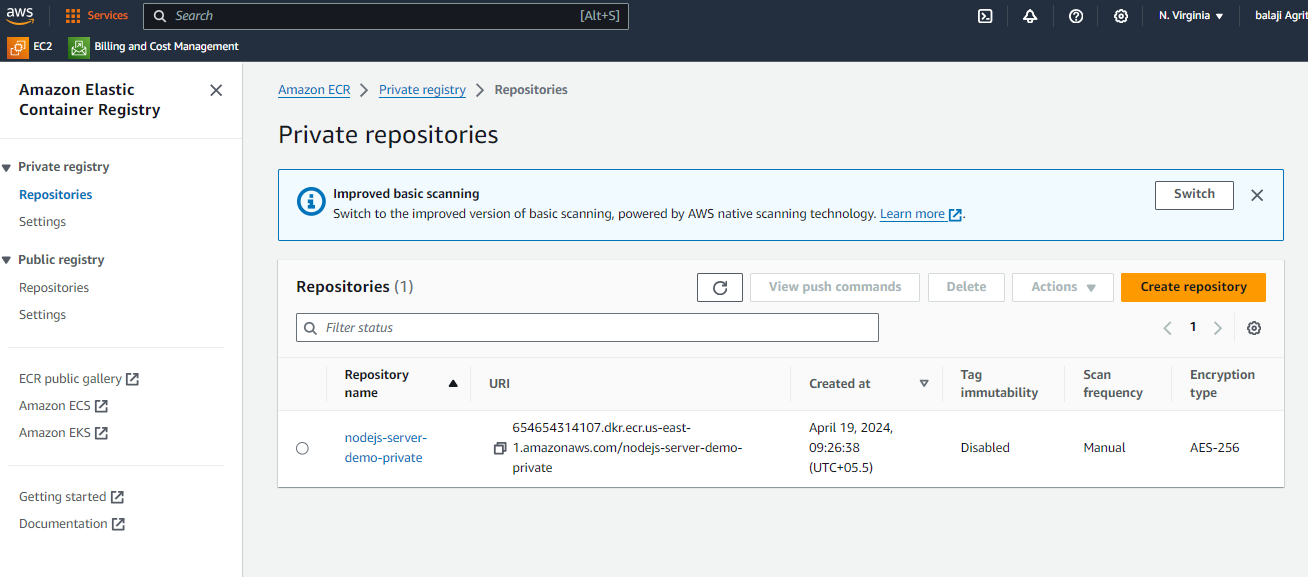 aws
Services
Search
[Alt+S]
N. Virginia
balaji Agrit
EC2
Billing and Cost Management
Amazon Elastic
Container Registry
Private registry
Repositories
Settings
Public registry
Repositories
Settings
ECR public gallery
Amazon ECS
Amazon EKS
Getting started
Documentation
Amazon ECR
Private registry
Repositories
Private repositories
Improved basic scanning
Switch to the improved version of basic scanning, powered by AWS native scanning technology. Learn more.
Switch
Repositories (1)
View push commands
Delete
Actions
Create repository
Filter status
1
Repository
name
URI
Created at
Tag
immutability
Scan
frequency
Encryption
type
nodejs-server-
demo-private
654654314107.dkr.ecr.us-east-
1.amazonaws.com/nodejs-server-demo-
private
April 19, 2024,
09:26:38
(UTC+05.5)
Disabled
Manual
AES-256